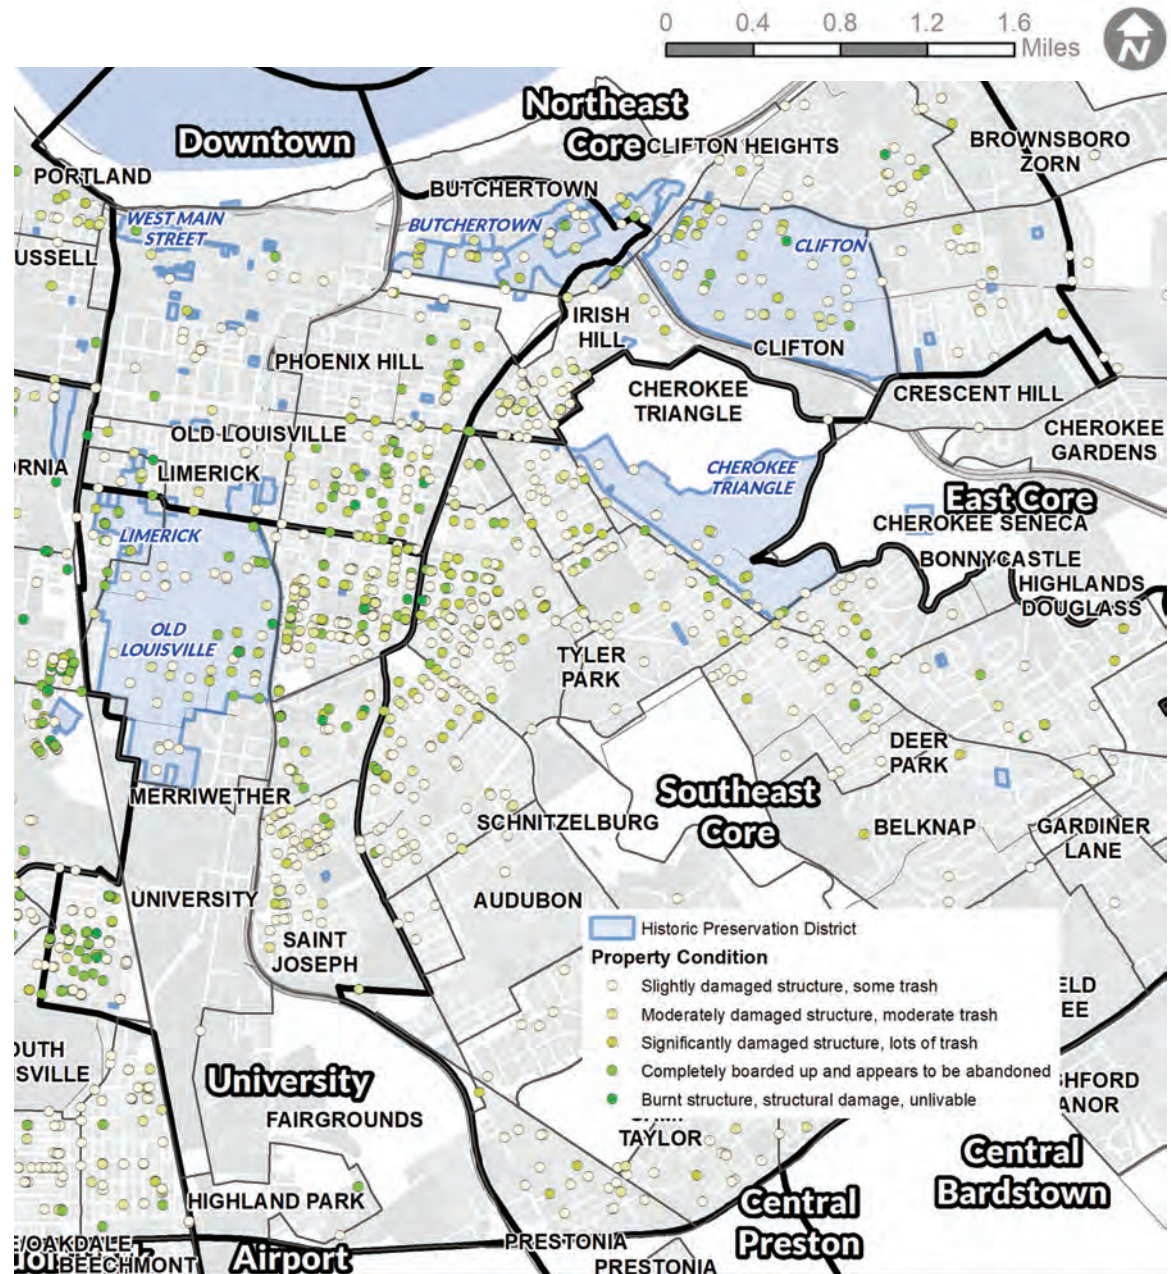 0 0.4 0.8 1.2 1.6
Miles
N
Northeast
Core
Downtown
CLIFTON HEIGHTS
BROWNSBORO
ZORN
PORTLAND
BUTCHERTOWN
WEST MAIN
STREET
BUTCHERTOWN
CLIFTON
USSELL
IRISH
HILL
CLIFTON
PHOENIX HILL
CHEROKEE
TRIANGLE
CRESCENT HILL
OLD LOUISVILLE
CHEROKEE
GARDENS
ORNIA
LIMERICK
CHEROKEE
TRIANGLE
East Core
CHEROKEE SENECA
LIMERICK
BONNYCASTLE
HIGHLANDS
DOUGLASS
OLD
LOUISVILLE
TYLER
PARK
DEER
PARK
MERRIWETHER
Southeast
Core
SCHNITZELBURG
BELKNAP
GARDINER
LANE
UNIVERSITY
AUDUBON
SAINT
JOSEPH
Historic Preservation District
Property Condition
Slightly damaged structure, some trash
Moderately damaged structure, moderate trash
Significantly damaged structure, lots of trash
Completely boarded up and appears to be abandoned
Burnt structure, structural damage, unlivable
ELD
EE
OUTH
SVILLE
University
FAIRGROUNDS
SHFORD
ANOR
TAYLOR
Central
Bardstown
HIGHLAND PARK
Central
Preston
E/OAKDALE
BEECHMONT
Airport
PRESTONIA
PRESTONIA